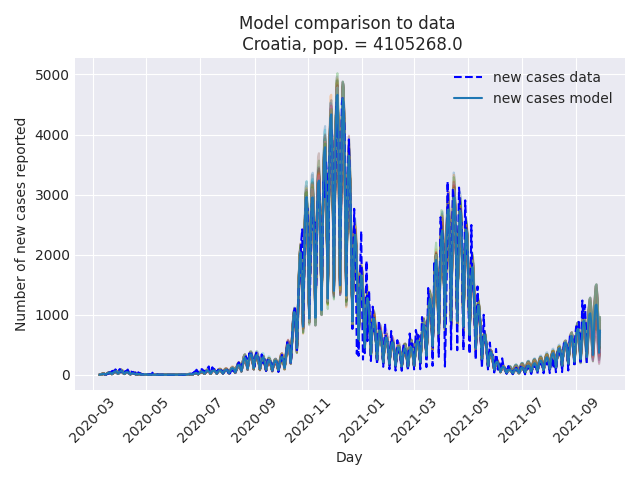 Model comparison to data
Croatia, pop. = 4105268.0
new cases data
new cases model
Number of new cases reported
5000
4000
3000
2000
1000
0
2020-03
2020-05
2020-07
2020-09
2020-11
2021-01
2021-03
2021-05
2021-07
2021-09
Day